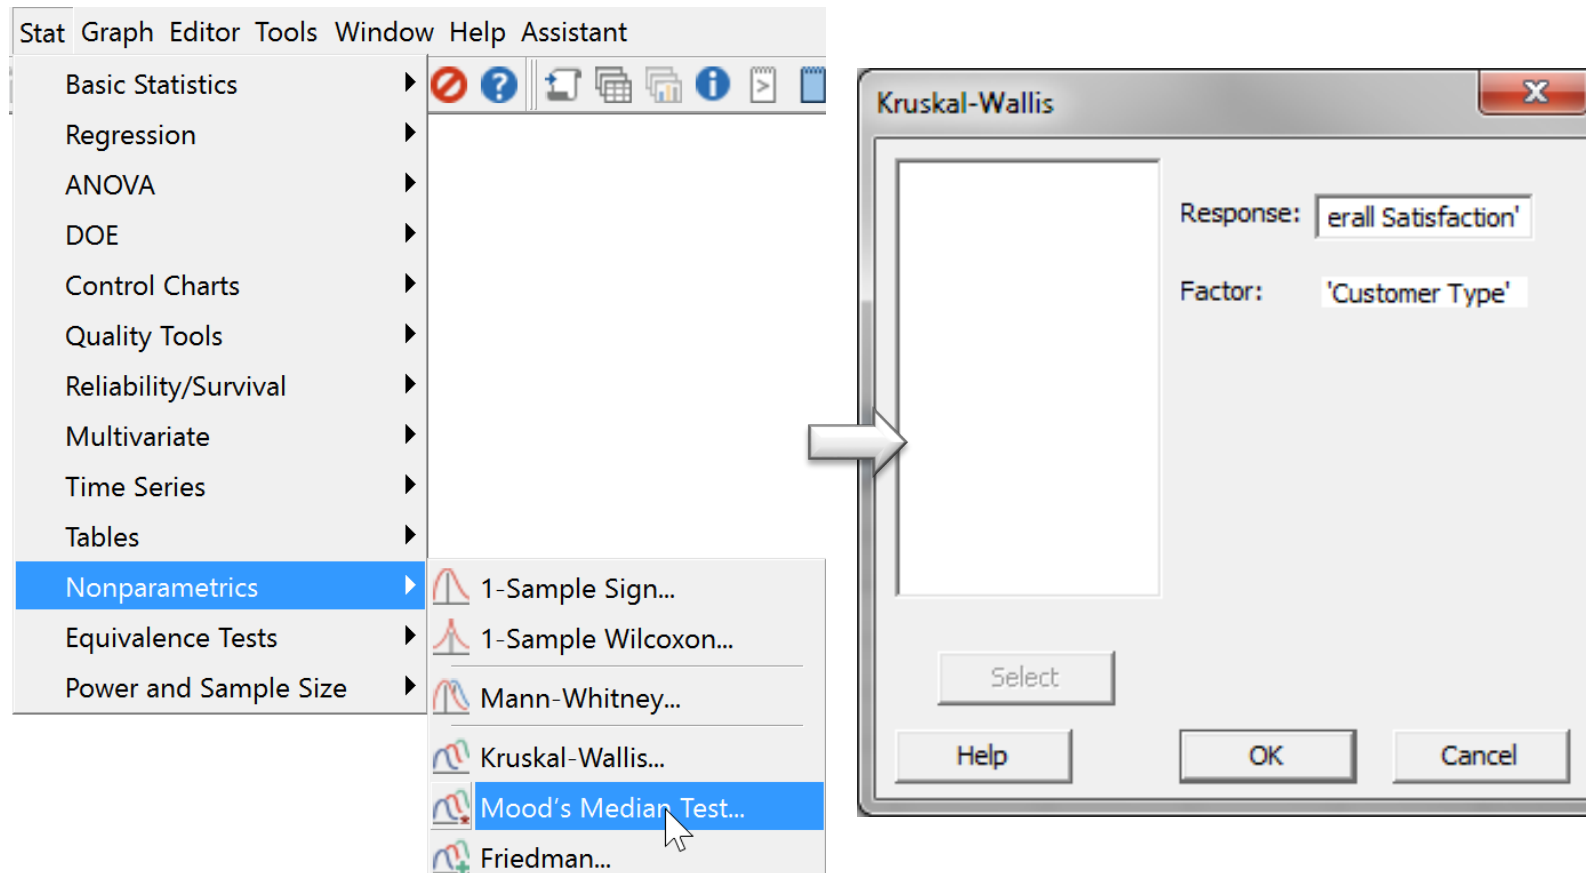 Stat Graph Editor Tools Window Help Assistant
Basic Statistics
Regression
ANOVA
DOE
Control Charts
Quality Tools
Reliability/Survival
Multivariate
Time Series
Tables
Nonparametrics
Equivalence Tests
Power and Sample Size
1-Sample Sign...
1-Sample Wilcoxon...
Mann-Whitney...
Kruskal-Wallis...
Mood's Median Test...
Friedman...
Kruskal-Wallis
Response: erall Satisfaction'
Factor: 'Customer Type'
Select
Help OK Cancel